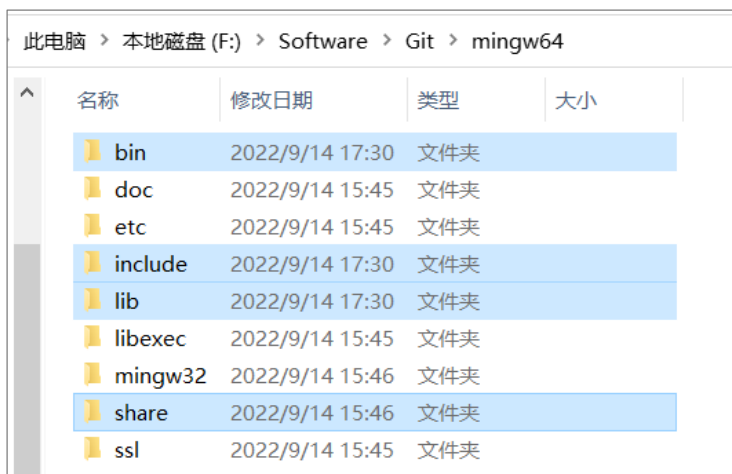 此电脑 > 本地磁盘 (F:) > Software > Git > mingw64
名称 修改日期 类型 大小
bin 2022/9/14 17:30 文件夹
doc 2022/9/14 15:45 文件夹
etc 2022/9/14 15:45 文件夹
include 2022/9/14 17:30 文件夹
lib 2022/9/14 17:30 文件夹
libexec 2022/9/14 15:45 文件夹
mingw32 2022/9/14 15:46 文件夹
share 2022/9/14 15:46 文件夹
ssl 2022/9/14 15:45 文件夹